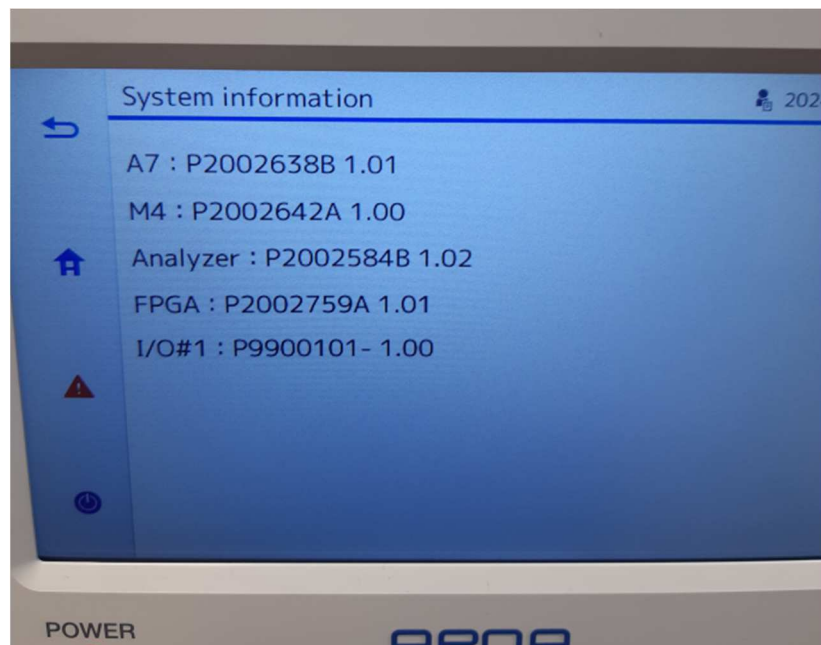 System information
202
A7 : P2002638B 1.01
M4 : P2002642A 1.00
Analyzer : P2002584B 1.02
FPGA : P2002759A 1.01
I/O#1 : P9900101- 1.00
POWER